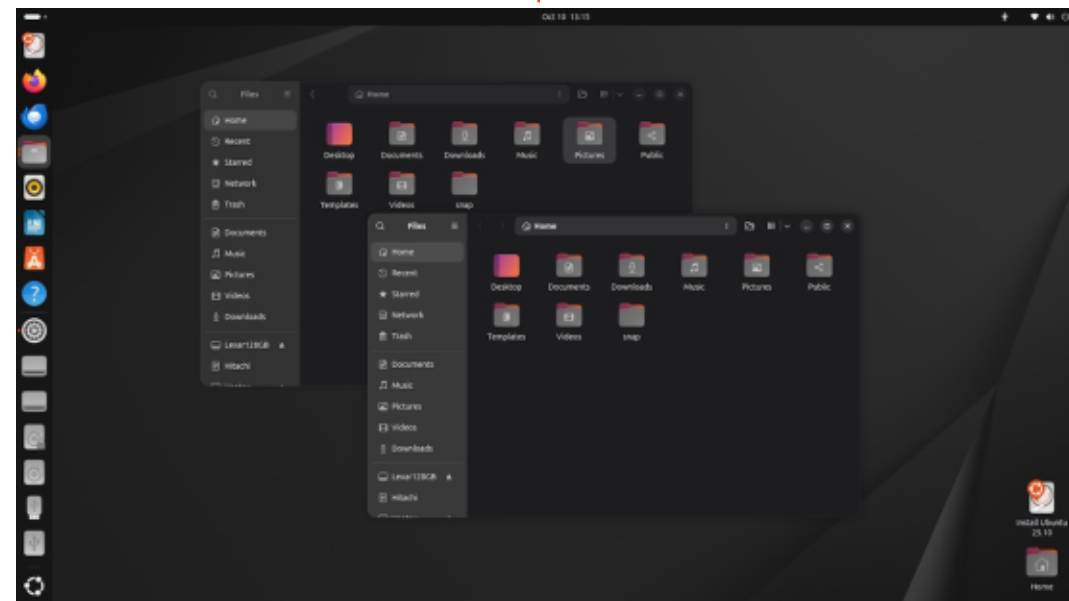 Oct 10 13:15
Files
Home
Home
Recent
Starred
Network
Trash
Documents
Music
Pictures
Videos
Downloads
Lexar128GB
Hitachi
Desktop Documents Downloads Music Pictures Public
Templates Videos snap
Files
Home
Home
Recent
Starred
Network
Trash
Documents
Music
Pictures
Videos
Downloads
Lexar128GB
Hitachi
Desktop Documents Downloads Music Pictures Public
Templates Videos snap
Install Ubuntu
25.10
Home